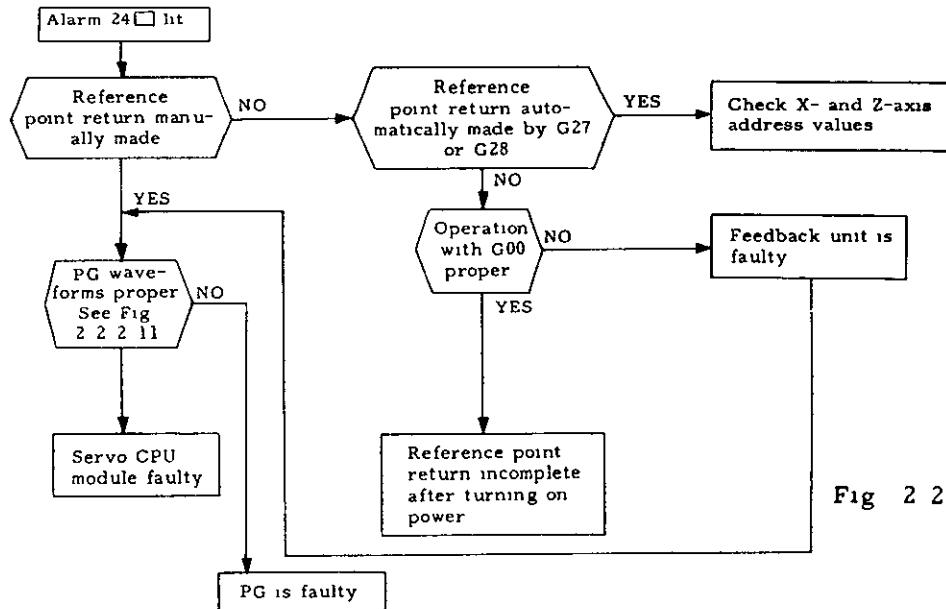 Alarm 24□ lit
Reference
point return manu-
ally made
NO
YES
Reference
point return auto-
matically made by G27
or G28
YES
Check X- and Z-axis
address values
NO
Operation
with G00
proper
NO
Feedback unit is
faulty
YES
PG wave-
forms proper
See Fig
2 2 2 11
NO
Servo CPU
module faulty
Reference point
return incomplete
after turning on
power
Fig 2 2
PG is faulty